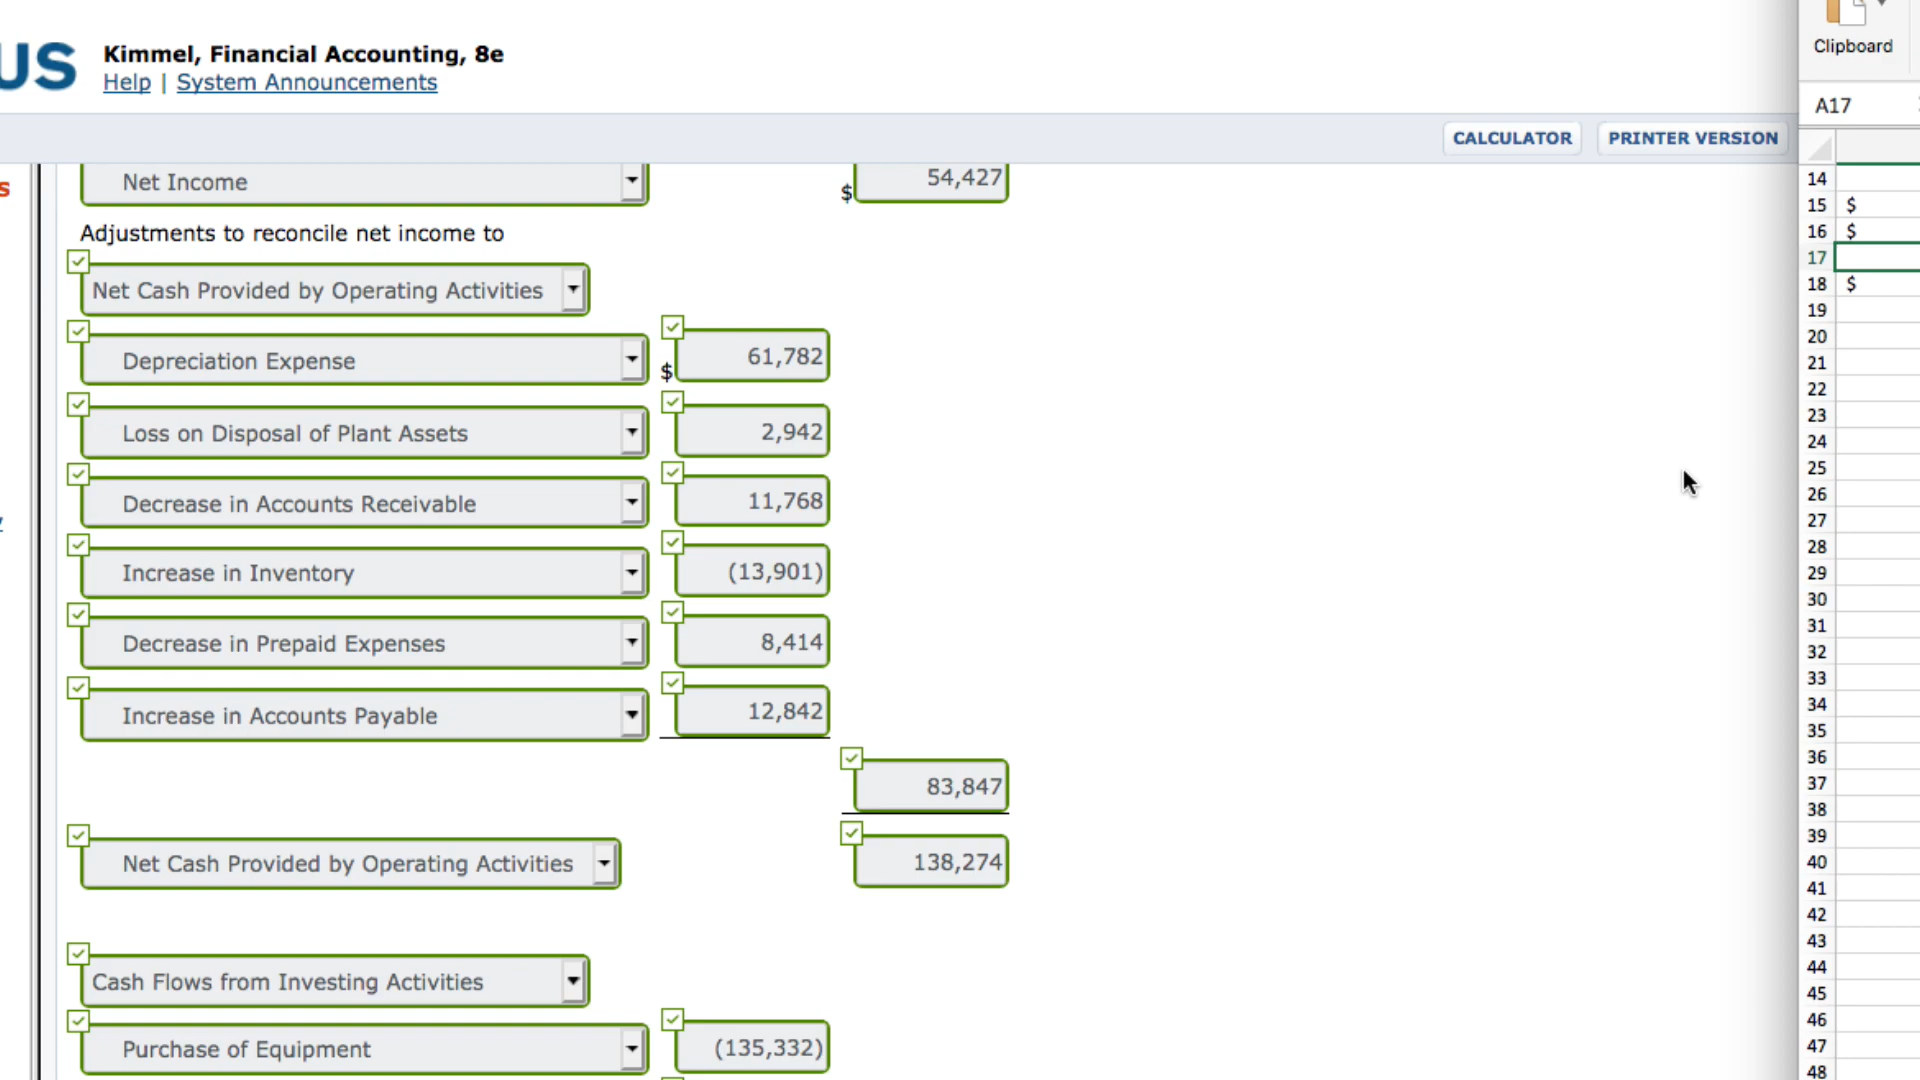 US
Kimmel, Financial Accounting, 8e
Help | System Announcements
CALCULATOR
PRINTER VERSION
Net Income
$ 54,427
Adjustments to reconcile net income to
Net Cash Provided by Operating Activities
Depreciation Expense
$ 61,782
Loss on Disposal of Plant Assets
2,942
Decrease in Accounts Receivable
11,768
Increase in Inventory
(13,901)
Decrease in Prepaid Expenses
8,414
Increase in Accounts Payable
12,842
83,847
Net Cash Provided by Operating Activities
138,274
Cash Flows from Investing Activities
Purchase of Equipment
(135,332)
Clipboard
A17
14
15 $
16 $
17
18 $
19
20
21
22
23
24
25
26
27
28
29
30
31
32
33
34
35
36
37
38
39
40
41
42
43
44
45
46
47
48